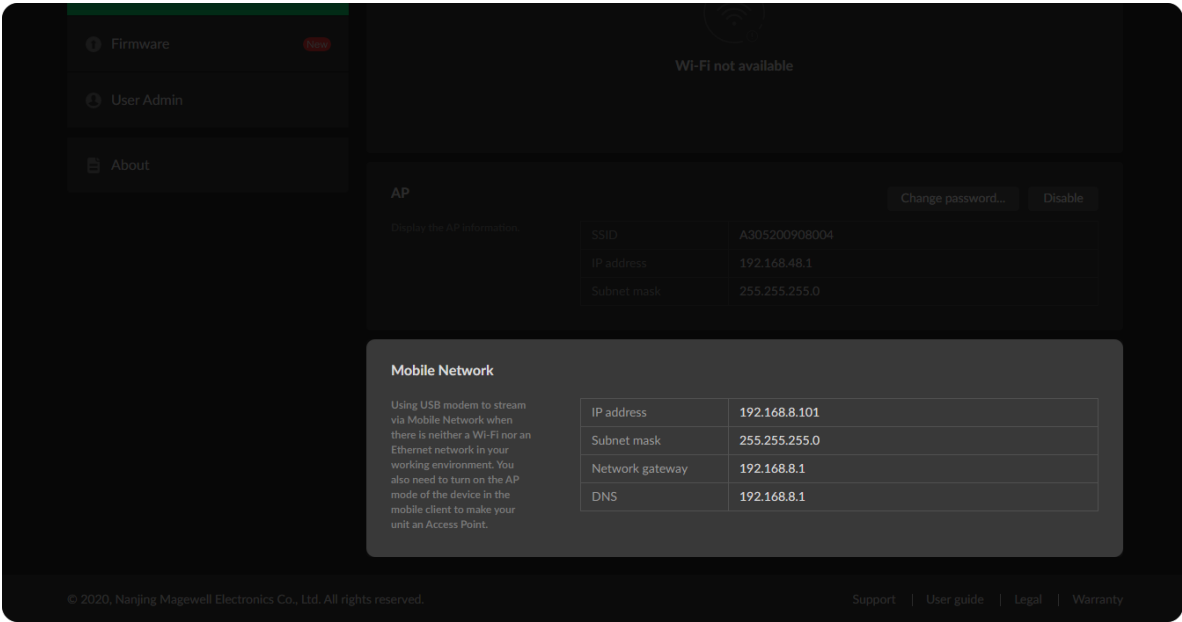 Firmware New
User Admin
About
Wi-Fi not available
AP
Change password... Disable
Display the AP information.
SSID A305200908004
IP address 192.168.48.1
Subnet mask 255.255.255.0
Mobile Network
Using USB modem to stream
via Mobile Network when
there is neither a Wi-Fi nor an
Ethernet network in your
working environment. You
also need to turn on the AP
mode of the device in the
mobile client to make your
unit an Access Point.
IP address 192.168.8.101
Subnet mask 255.255.255.0
Network gateway 192.168.8.1
DNS 192.168.8.1
© 2020, Nanjing Magewell Electronics Co., Ltd. All rights reserved.
Support | User guide | Legal | Warranty